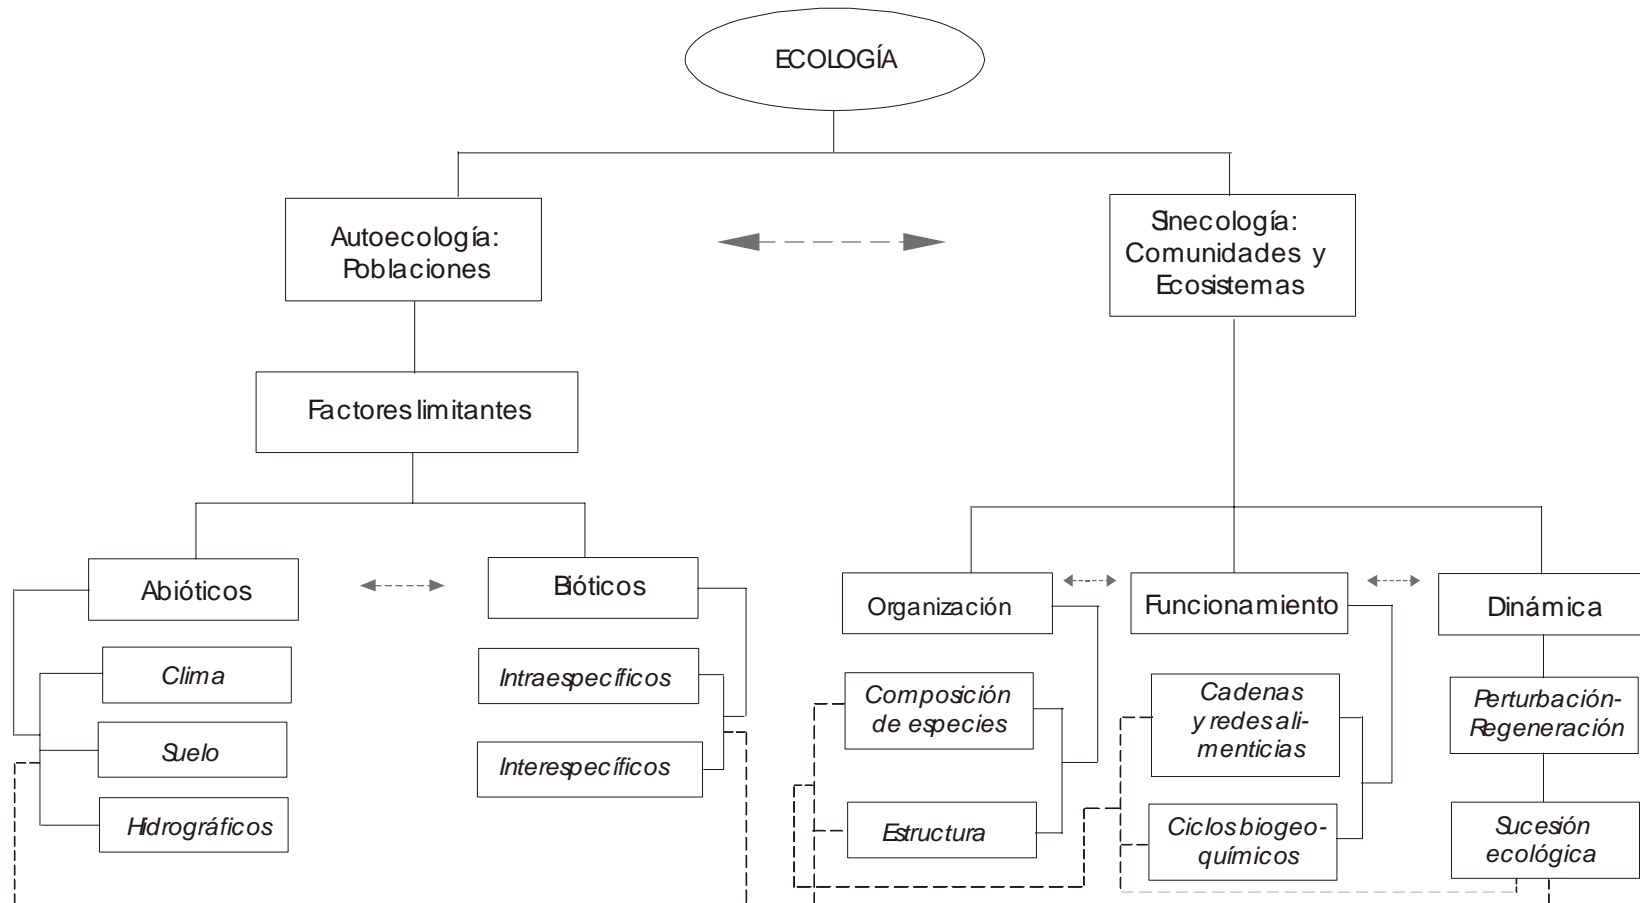 ECOLOGÍA
Autoecología:
Poblaciones
Sinecología:
Comunidades y
Ecosistemas
Factores limitantes
Abióticos
Bióticos
Organización
Funcionamiento
Dinámica
Clima
Suelo
Hidrográficos
Intraespecíficos
Interespecíficos
Composición
de especies
Estructura
Cadenas
y redes ali-
menticias
Ciclos biogeo-
químicos
Perturbación-
Regeneración
Sucesión
ecológica